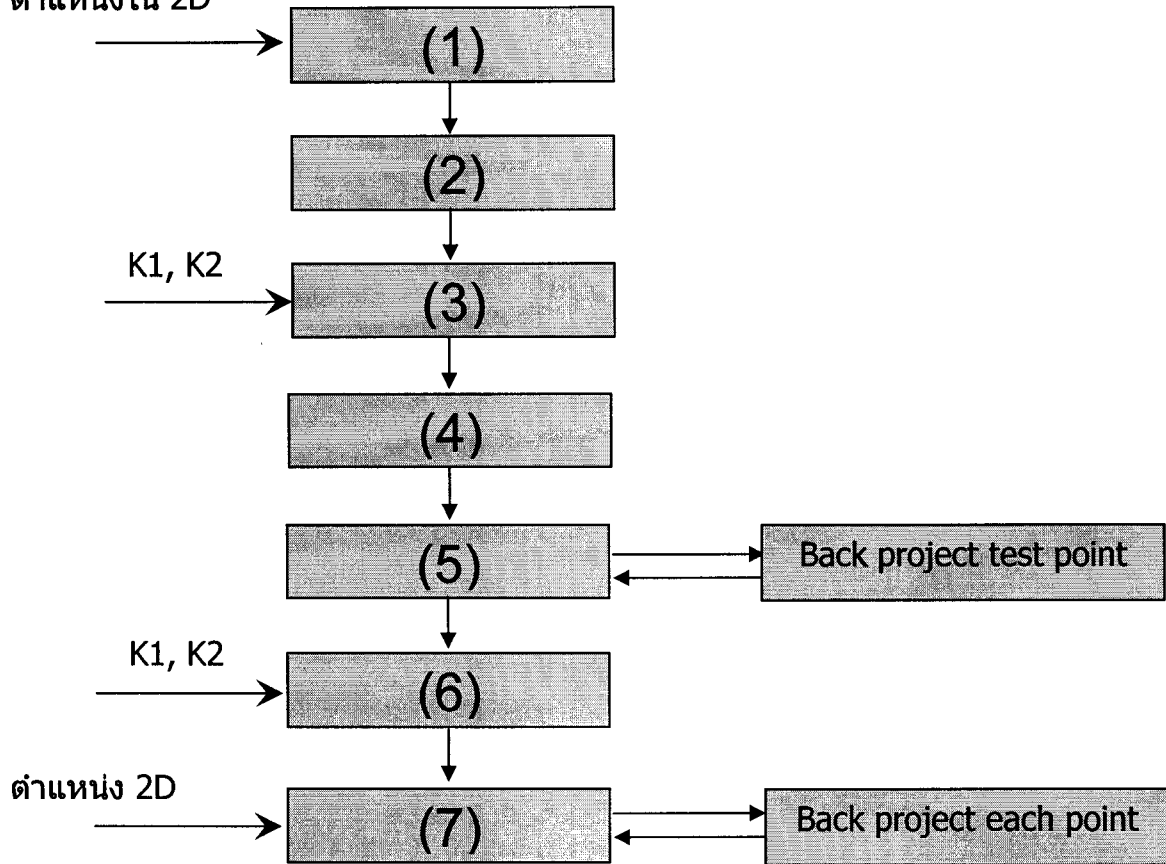 ตำแหน่งใน 2D
(1)
(2)
K1, K2
(3)
(4)
(5)
Back project test point
K1, K2
(6)
ตำแหน่ง 2D
(7)
Back project each point